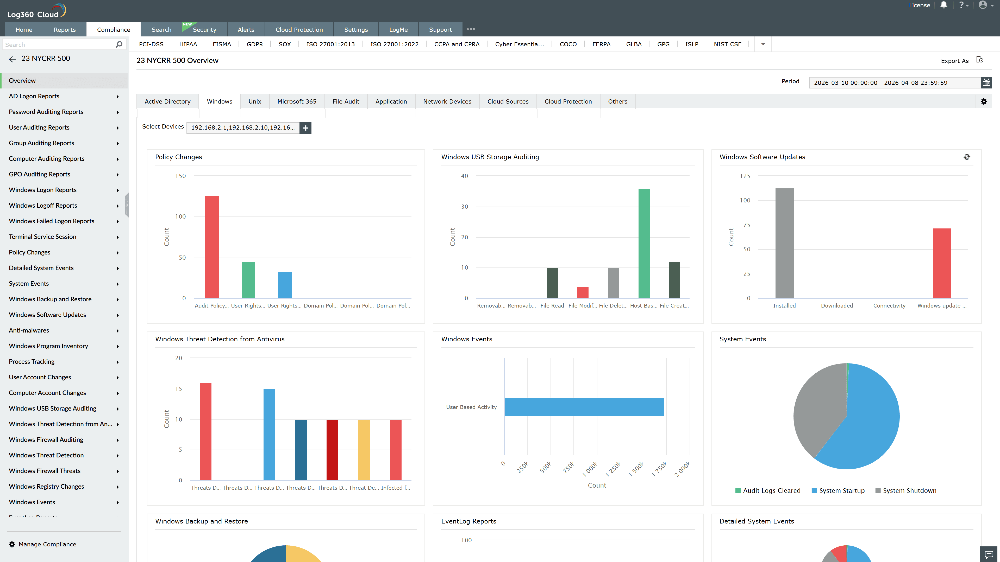 Log360 Cloud
License
?
Home
Reports
Compliance
Search
NEW
Security
Alerts
Cloud Protection
Settings
LogMe
Support
Search
PCI-DSS
HIPAA
FISMA
GDPR
SOX
ISO 27001:2013
ISO 27001:2022
CCPA and CPRA
Cyber Essentia...
COCO
FERPA
GLBA
GPG
ISLP
NIST CSF
23 NYCRR 500
Overview
AD Logon Reports
Password Auditing Reports
User Auditing Reports
Group Auditing Reports
Computer Auditing Reports
GPO Auditing Reports
Windows Logon Reports
Windows Logoff Reports
Windows Failed Logon Reports
Terminal Service Session
Policy Changes
Detailed System Events
System Events
Windows Backup and Restore
Windows Software Updates
Anti-malwares
Windows Program Inventory
Process Tracking
User Account Changes
Computer Account Changes
Windows USB Storage Auditing
Windows Threat Detection from An...
Windows Firewall Auditing
Windows Threat Detection
Windows Firewall Threats
Windows Registry Changes
Windows Events
Manage Compliance
23 NYCRR 500 Overview
Export As
Period
2026-03-10 00:00:00 - 2026-04-08 23:59:59
Active Directory
Windows
Unix
Microsoft 365
File Audit
Application
Network Devices
Cloud Sources
Cloud Protection
Others
Select Devices
192.168.2.1,192.168.2.10,192.16...
Policy Changes
150
100
50
0
Count
Audit Policy...
User Rights...
User Rights...
Domain Pol...
Domain Pol...
Domain Pol...
Windows USB Storage Auditing
40
30
20
10
0
Count
Removab...
Removab...
File Read
File Modif...
File Delet...
Host Bas...
File Creat...
Windows Software Updates
125
100
75
50
25
0
Count
Installed
Downloaded
Connectivity
Windows update ...
Windows Threat Detection from Antivirus
20
15
10
5
0
Count
Threats D...
Threats D...
Threats D...
Threats D...
Threats D...
Threat De...
Infected f...
Windows Events
User Based Activity
0
250k
500k
750k
1 000k
1 250k
1 500k
1 750k
2 000k
Count
System Events
Audit Logs Cleared
System Startup
System Shutdown
Windows Backup and Restore
EventLog Reports
100
Detailed System Events